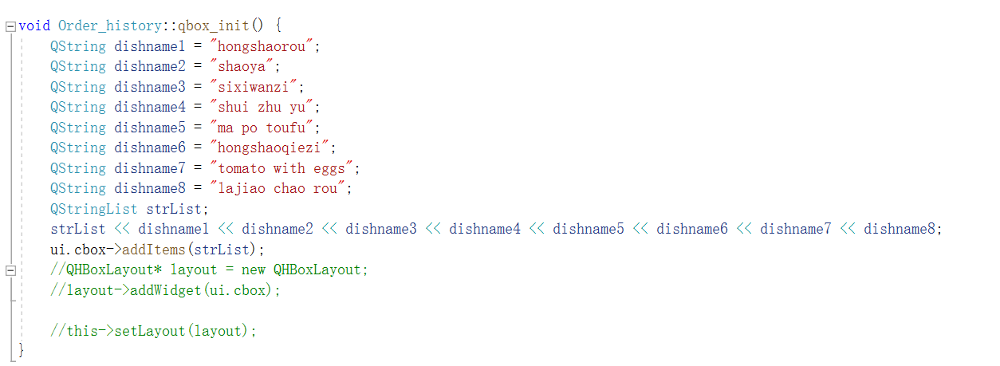 void Order_history::qbox_init() {
    QString dishname1 = "hongshaorou";
    QString dishname2 = "shaoya";
    QString dishname3 = "sixiwanzi";
    QString dishname4 = "shui zhu yu";
    QString dishname5 = "ma po toufu";
    QString dishname6 = "hongshaoqiezi";
    QString dishname7 = "tomato with eggs";
    QString dishname8 = "lajiao chao rou";
    QStringList strList;
    strList << dishname1 << dishname2 << dishname3 << dishname4 << dishname5 << dishname6 << dishname7 << dishname8;
    ui.cbox->addItems(strList);
    //QHBoxLayout* layout = new QHBoxLayout;
    //layout->addWidget(ui.cbox);

    //this->setLayout(layout);
}